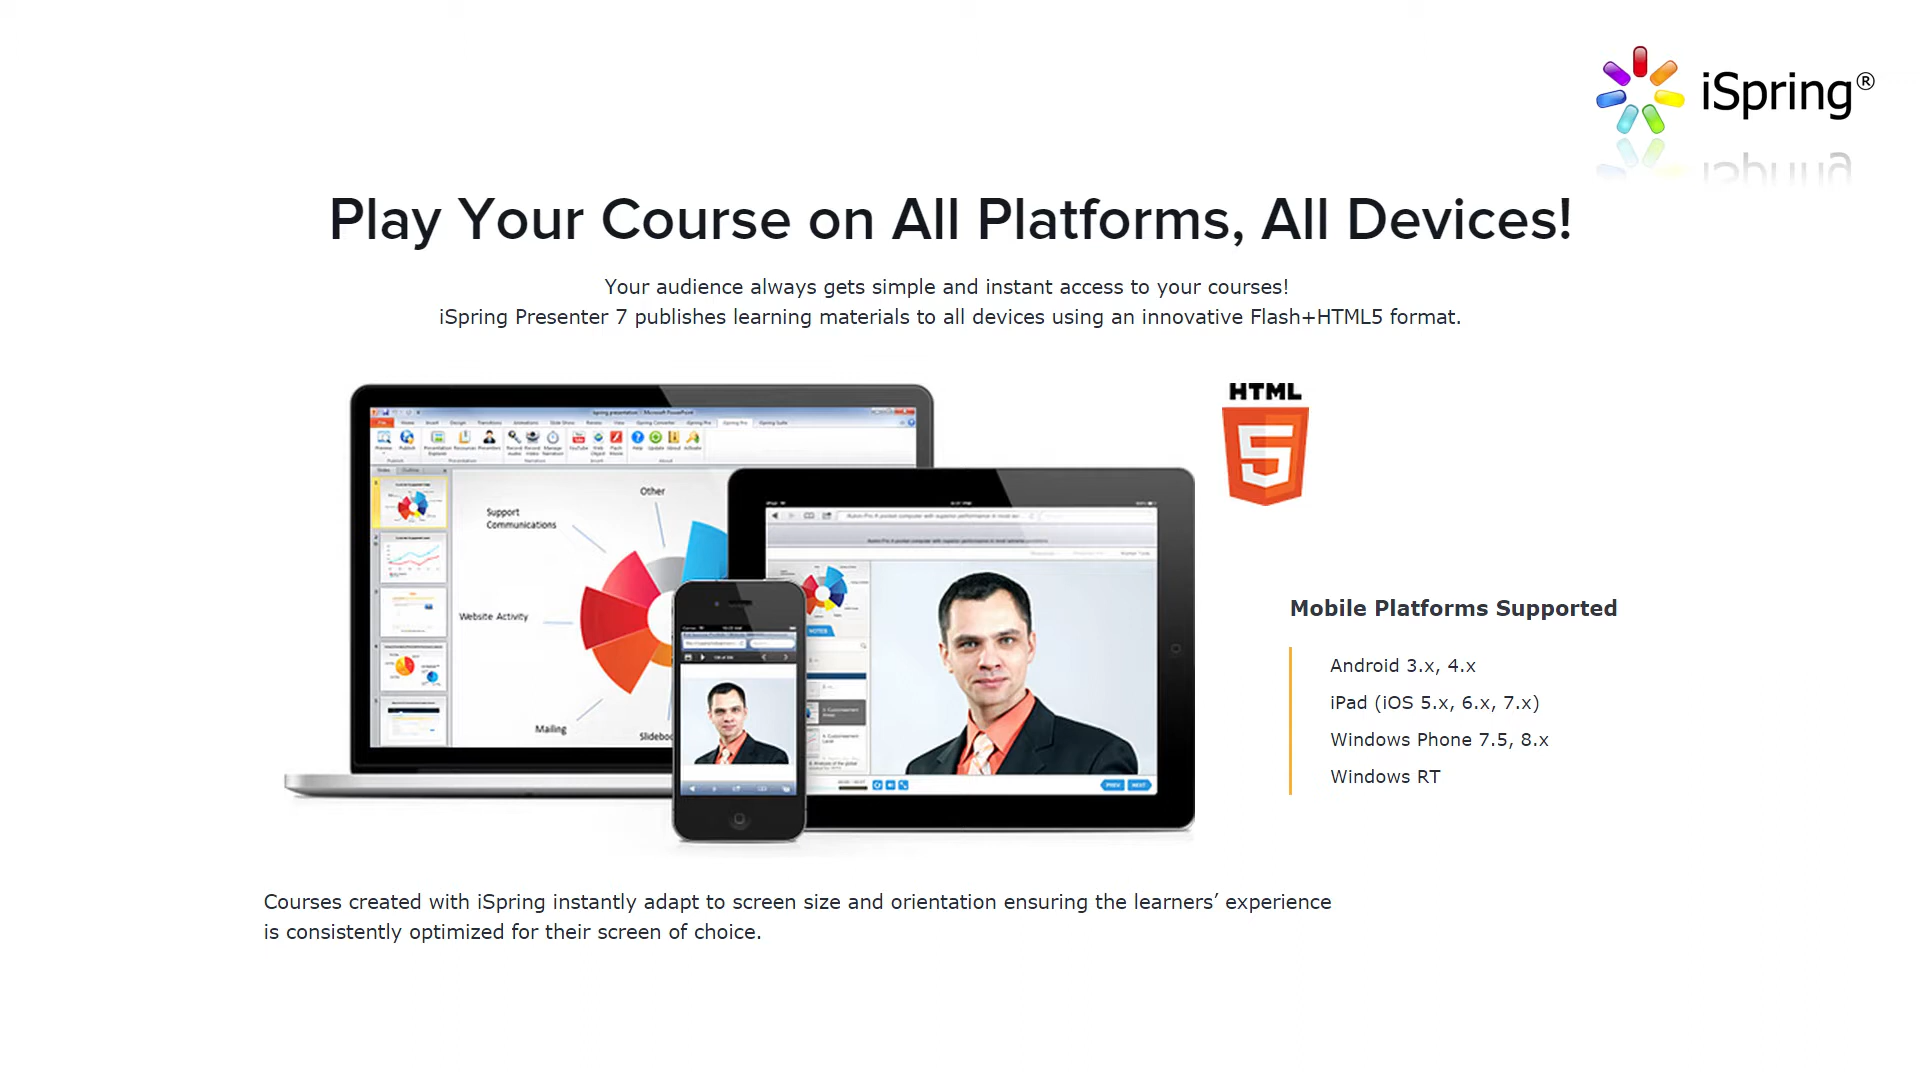 iSpring®
Play Your Course on All Platforms, All Devices!
Your audience always gets simple and instant access to your courses!
iSpring Presenter 7 publishes learning materials to all devices using an innovative Flash+HTML5 format.
HTML
5
Other
Support
Communications
Website Activity
Mailing
NOTES
PREV
NEXT
Mobile Platforms Supported
Android 3.x, 4.x
iPad (iOS 5.x, 6.x, 7.x)
Windows Phone 7.5, 8.x
Windows RT
Courses created with iSpring instantly adapt to screen size and orientation ensuring the learners’ experience
is consistently optimized for their screen of choice.